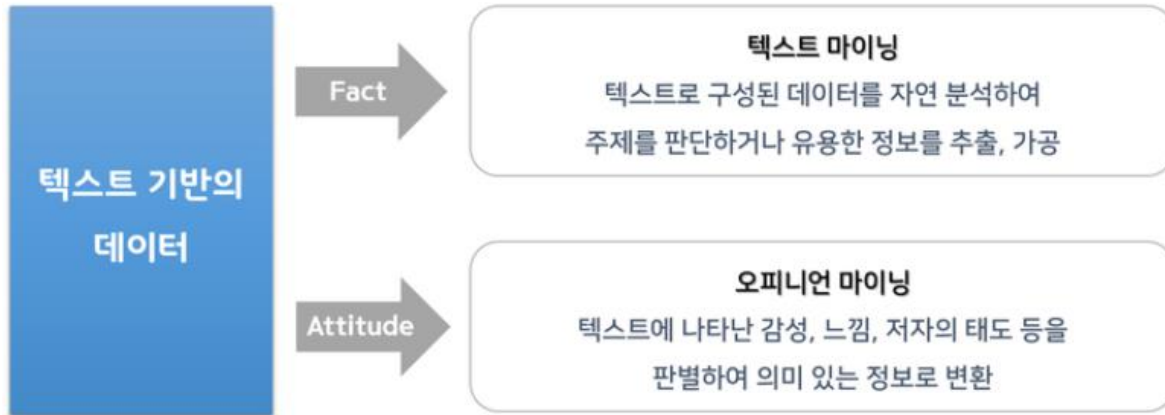 텍스트 기반의
데이터
Fact
텍스트 마이닝
텍스트로 구성된 데이터를 자연 분석하여
주제를 판단하거나 유용한 정보를 추출, 가공
Attitude
오피니언 마이닝
텍스트에 나타난 감성, 느낌, 저자의 태도 등을
판별하여 의미 있는 정보로 변환